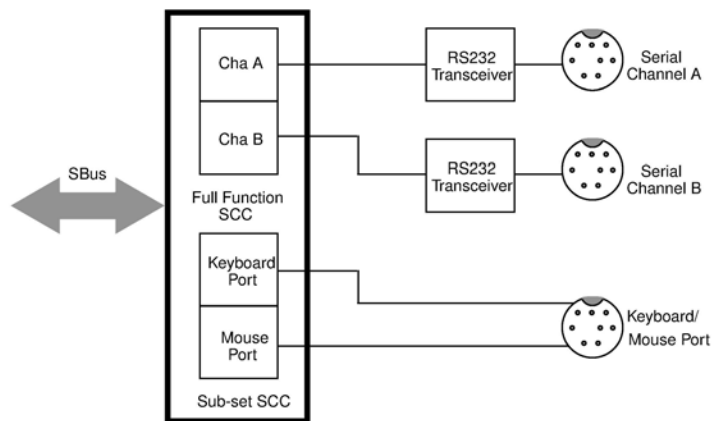 Cha A
RS232
Transceiver
Serial
Channel A
Cha B
RS232
Transceiver
Serial
Channel B
SBus
Full Function
SCC
Keyboard
Port
Mouse
Port
Keyboard/
Mouse Port
Sub-set SCC